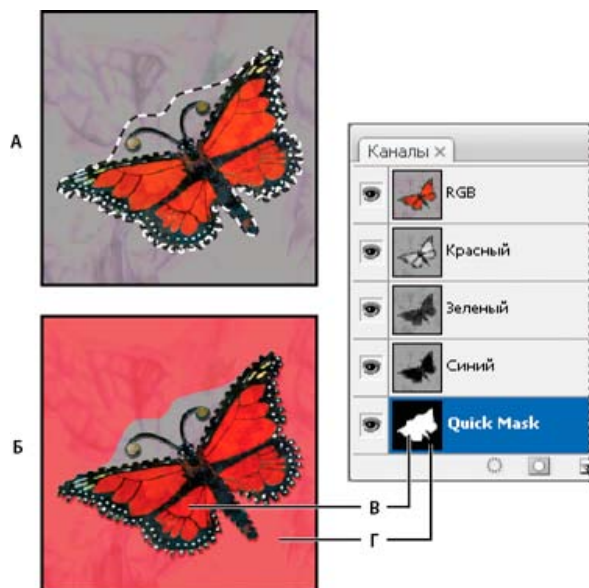 А
Каналы ×
RGB
Красный
Зеленый
Синий
Б
Quick Mask
В
Г